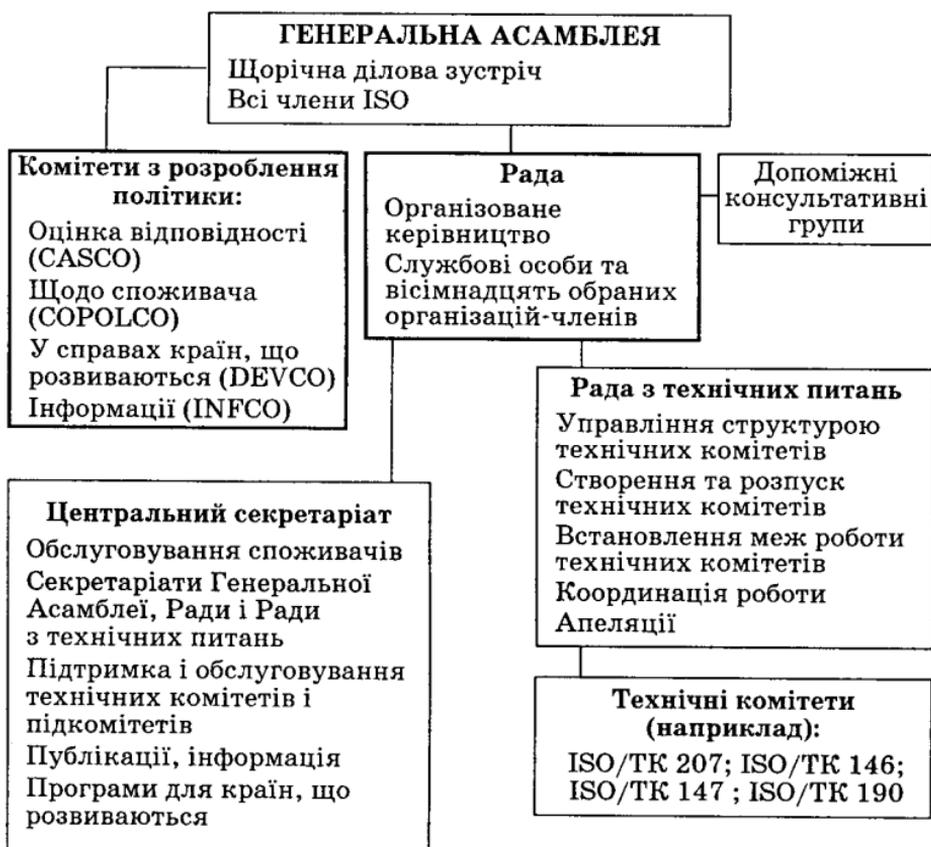 ГЕНЕРАЛЬНА АСАМБЛЕЯ
Щорічна ділова зустріч
Всі члени ISO
Комітети з розроблення
політики:
Оцінка відповідності
(CASCO)
Щодо споживача
(COPOLCO)
У справах країн, що
розвиваються (DEVCO)
Інформації (INFCO)
Рада
Організоване
керівництво
Службові особи та
вісімнадцять обраних
організацій-членів
Допоміжні
консультативні
групи
Рада з технічних питань
Управління структурою
технічних комітетів
Створення та розпуск
технічних комітетів
Встановлення меж роботи
технічних комітетів
Координація роботи
Апеляції
Центральний секретаріат
Обслуговування споживачів
Секретаріати Генеральної
Асамблеї, Ради і Ради
з технічних питань
Підтримка і обслуговування
технічних комітетів і
підкомітетів
Публікації, інформація
Програми для країн, що
розвиваються
Технічні комітети
(наприклад):
ISO/ТК 207; ISO/ТК 146;
ISO/ТК 147 ; ISO/ТК 190